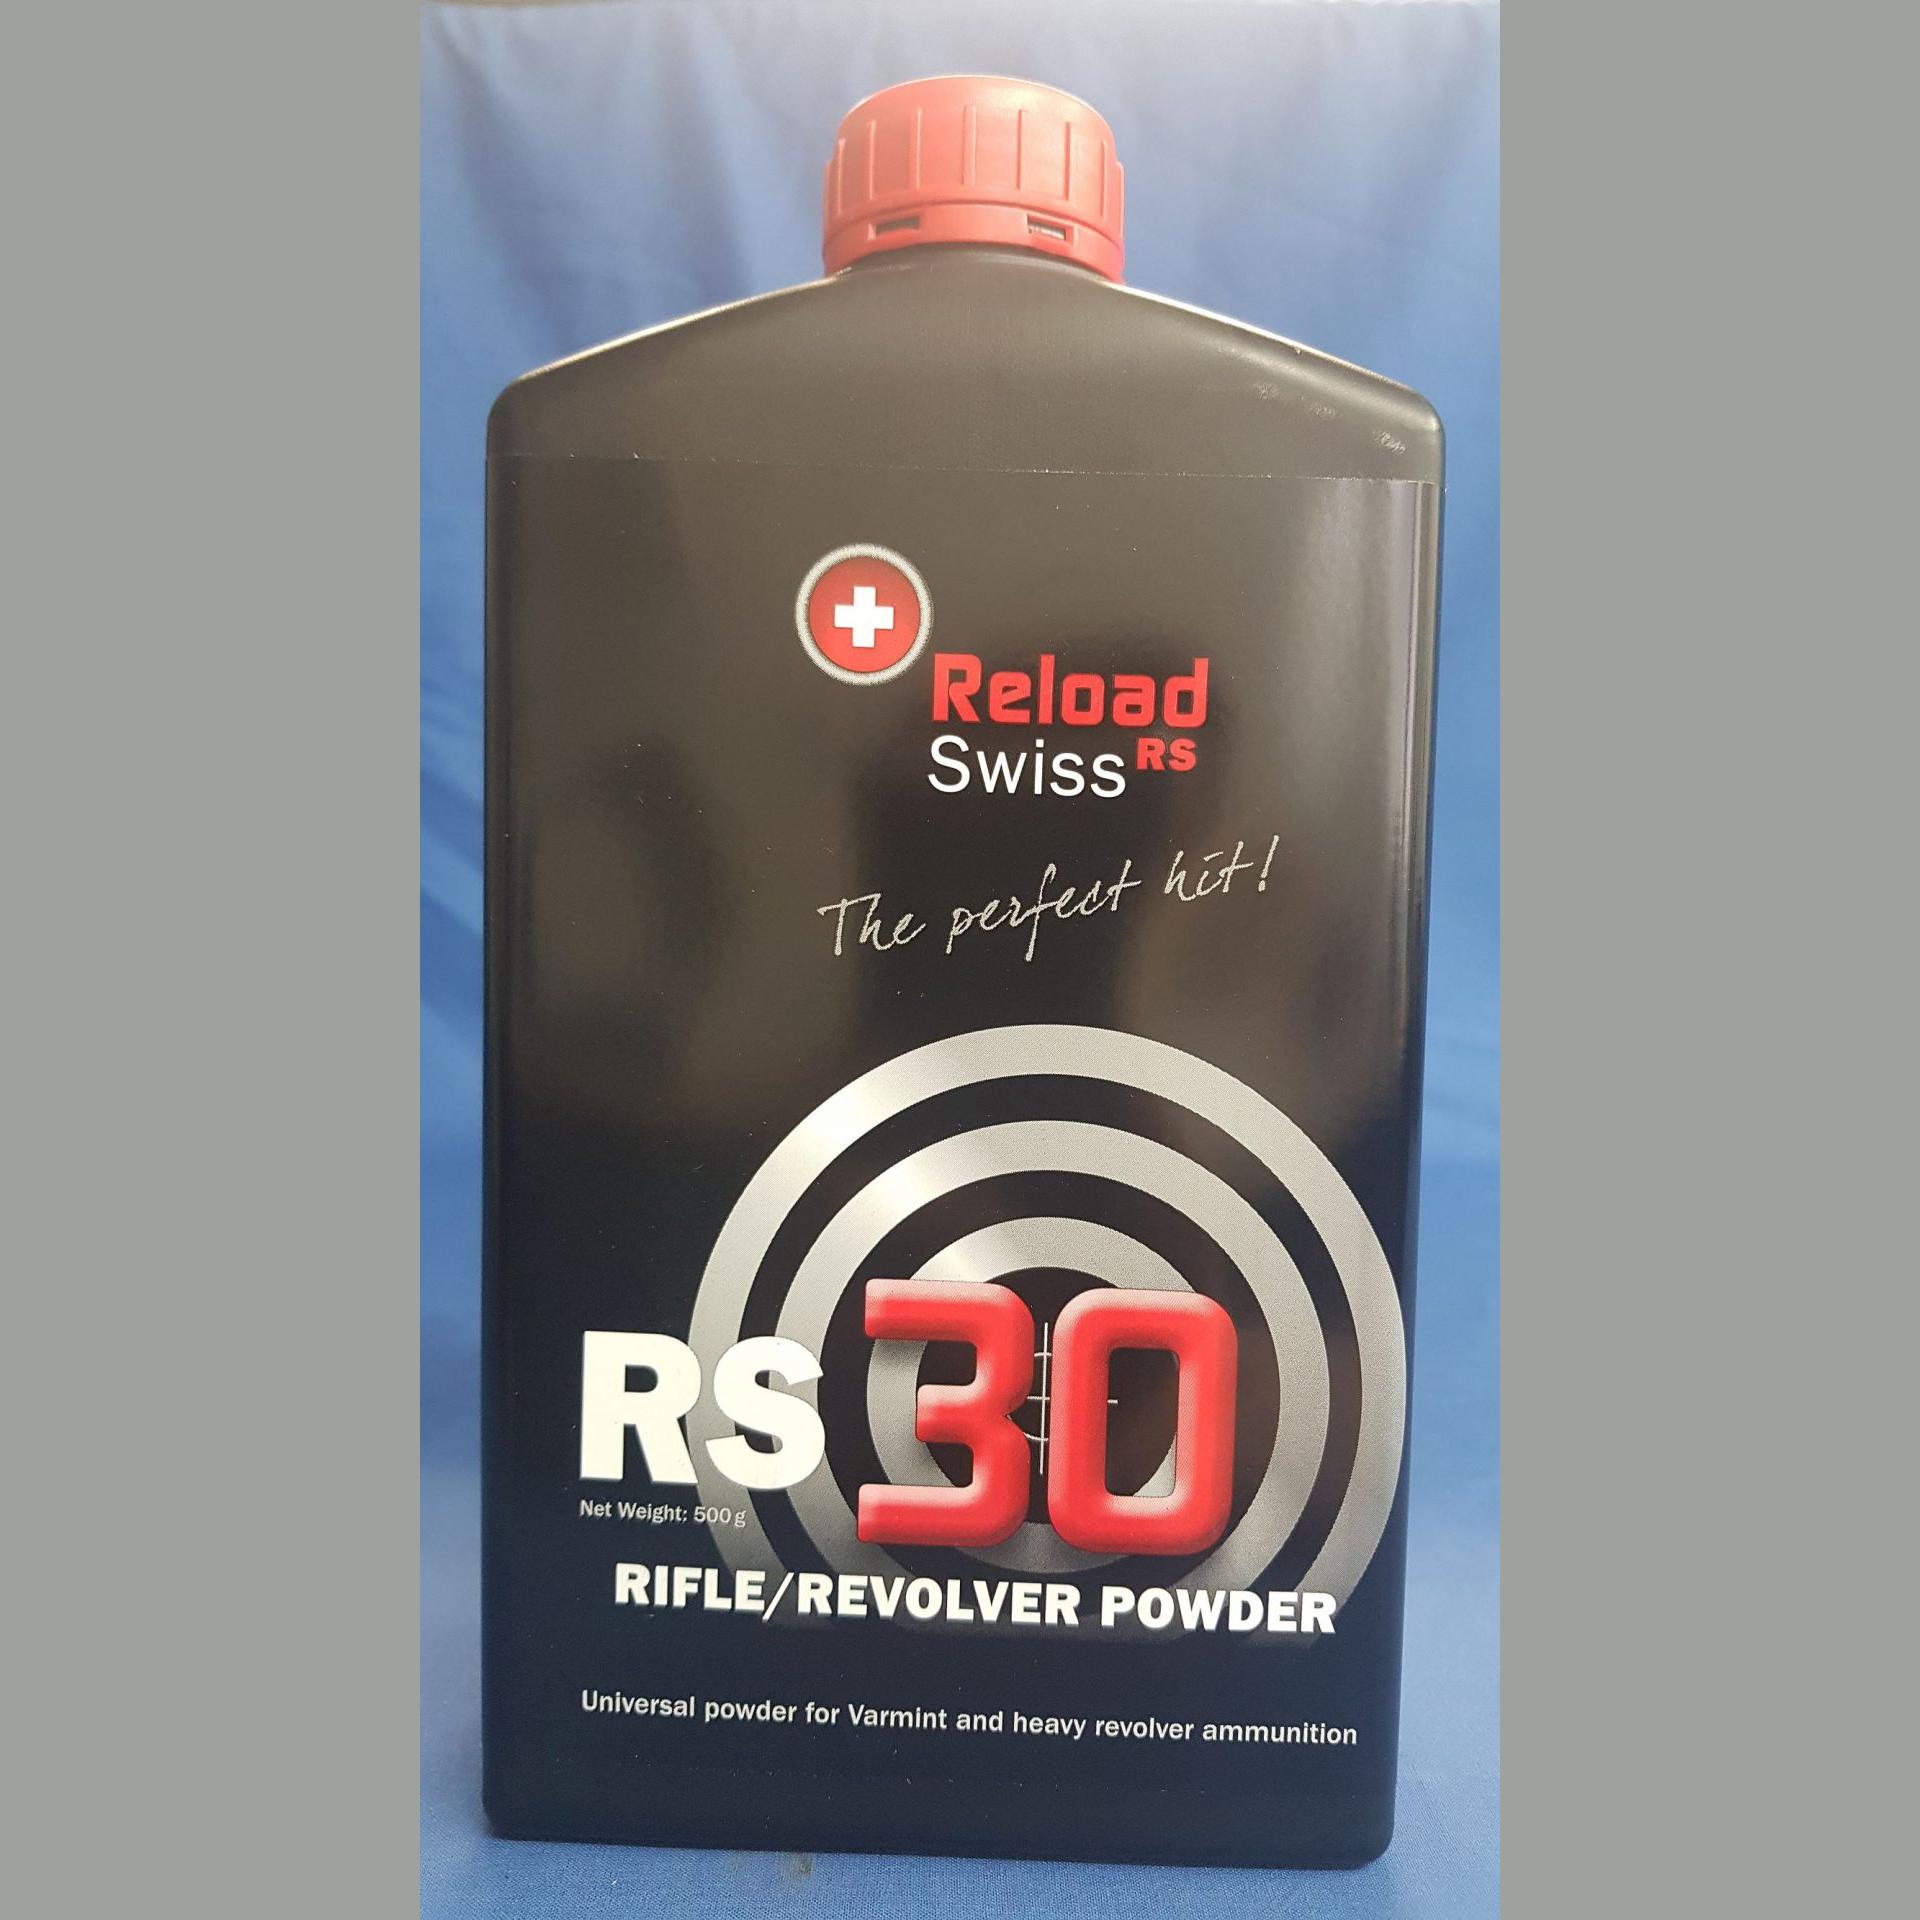 Reload
Swiss RS
The perfect hit!
RS 30
Net Weight: 500 g
RIFLE/REVOLVER POWDER
Universal powder for Varmint and heavy revolver ammunition